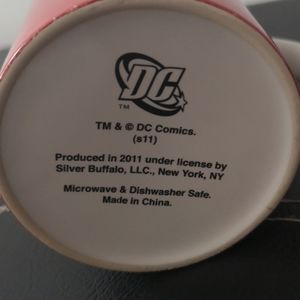 DC
TM
TM & © DC Comics.
(s11)
Produced in 2011 under license by
Silver Buffalo, LLC., New York, NY
Microwave & Dishwasher Safe.
Made in China.